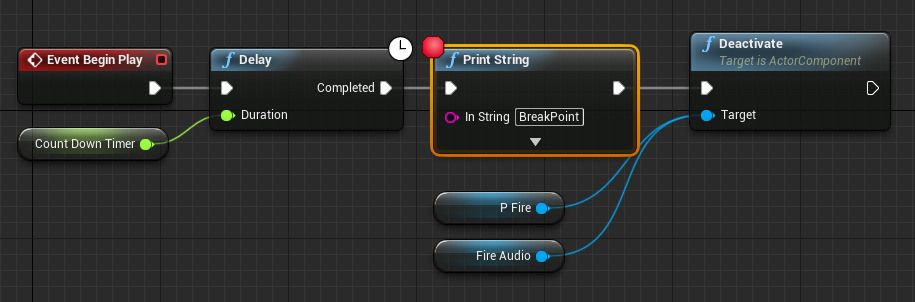 Event Begin Play
Delay
Completed
Duration
Count Down Timer
Print String
In String BreakPoint
Deactivate
Target is ActorComponent
Target
P Fire
Fire Audio